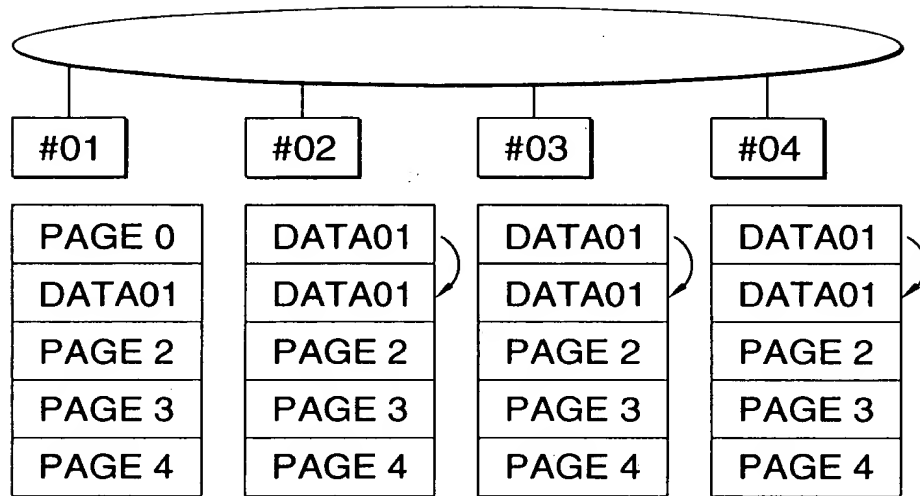 #01 #02 #03 #04
PAGE 0 DATA01 DATA01 DATA01
DATA01 DATA01 DATA01 DATA01
PAGE 2 PAGE 2 PAGE 2 PAGE 2
PAGE 3 PAGE 3 PAGE 3 PAGE 3
PAGE 4 PAGE 4 PAGE 4 PAGE 4